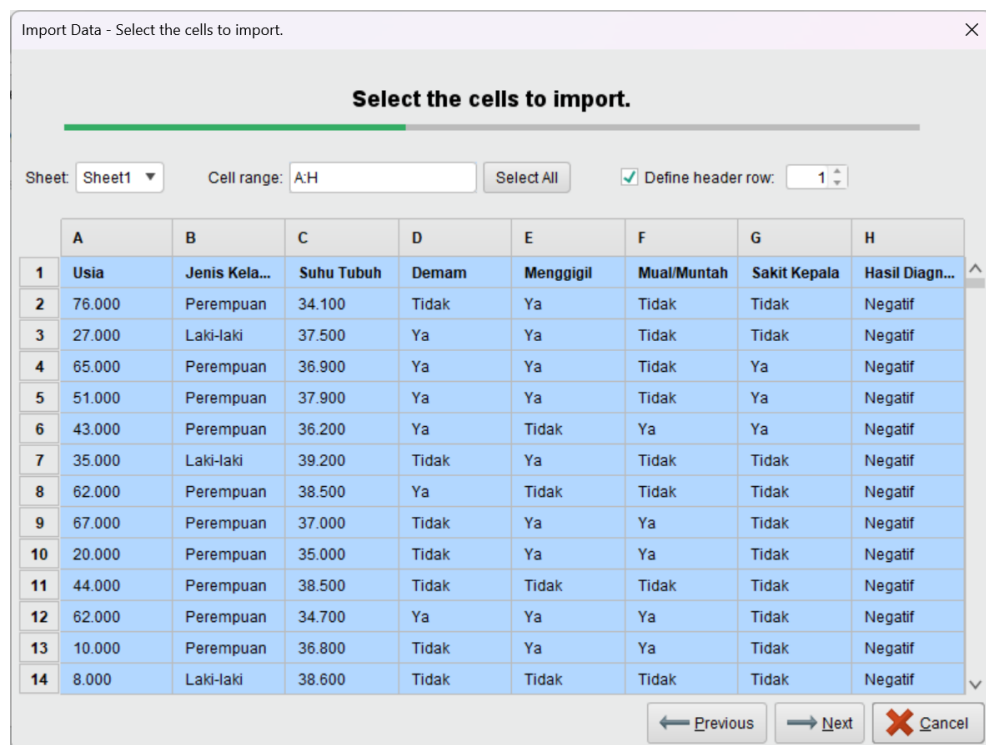 Import Data - Select the cells to import.
Select the cells to import.
Sheet: Sheet1 Cell range: A:H Select All Define header row: 1
A B C D E F G H
1 Usia Jenis Kela... Suhu Tubuh Demam Menggigil Mual/Muntah Sakit Kepala Hasil Diagn...
2 76.000 Perempuan 34.100 Tidak Ya Tidak Tidak Negatif
3 27.000 Laki-laki 37.500 Ya Ya Tidak Tidak Negatif
4 65.000 Perempuan 36.900 Ya Ya Tidak Ya Negatif
5 51.000 Perempuan 37.900 Ya Ya Tidak Ya Negatif
6 43.000 Perempuan 36.200 Ya Tidak Ya Ya Negatif
7 35.000 Laki-laki 39.200 Tidak Ya Tidak Tidak Negatif
8 62.000 Perempuan 38.500 Ya Tidak Tidak Tidak Negatif
9 67.000 Perempuan 37.000 Tidak Ya Ya Tidak Negatif
10 20.000 Perempuan 35.000 Tidak Ya Ya Tidak Negatif
11 44.000 Perempuan 38.500 Tidak Tidak Tidak Tidak Negatif
12 62.000 Perempuan 34.700 Ya Ya Ya Tidak Negatif
13 10.000 Perempuan 36.800 Tidak Ya Ya Tidak Negatif
14 8.000 Laki-laki 38.600 Tidak Tidak Tidak Tidak Negatif
Previous Next Cancel